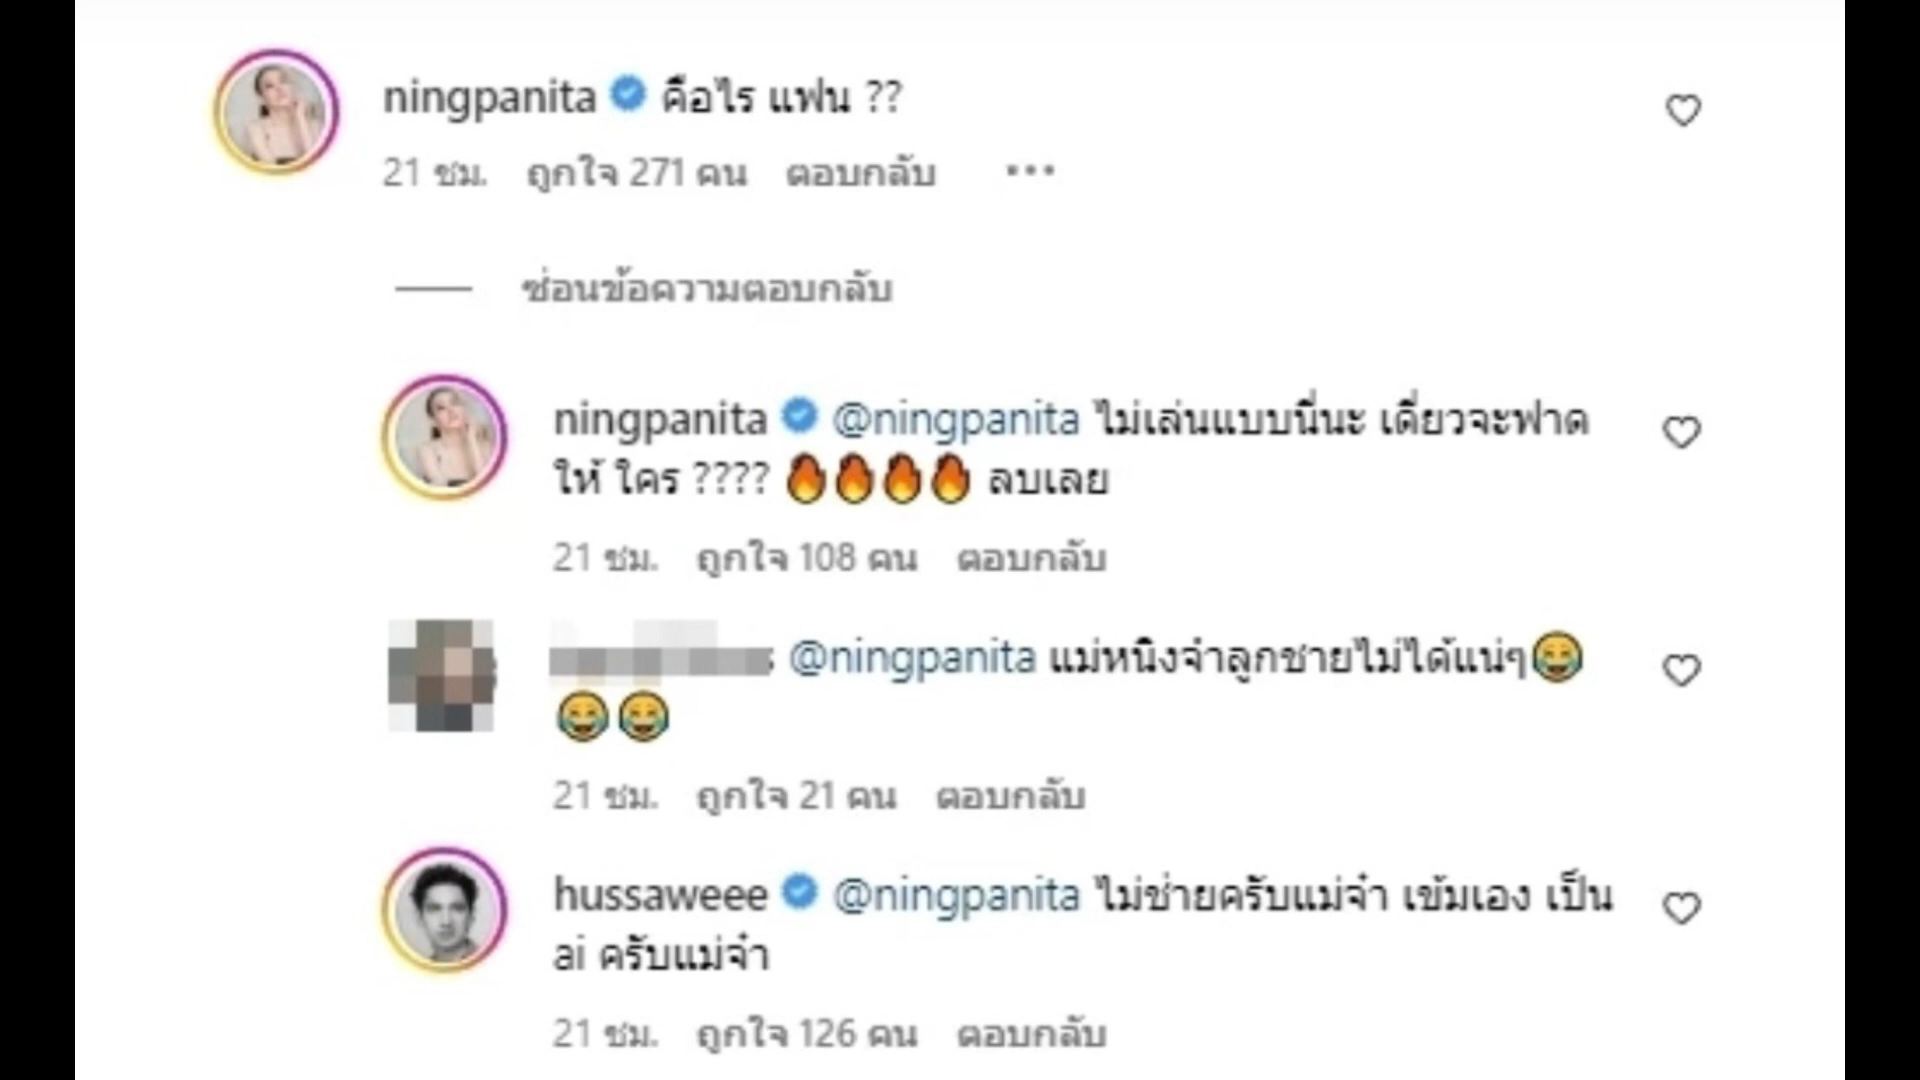 ningpanita คือไร แฟน ??
21 ชม. ถูกใจ 271 คน ตอบกลับ ...
ซ่อนข้อความตอบกลับ
ningpanita @ningpanita ไม่เล่นแบบนี้นะ เดี๋ยวจะฟาด
ให้ ใคร ???? 🔥🔥🔥🔥 ลบเลย
21 ชม. ถูกใจ 108 คน ตอบกลับ
@ningpanita แม่หนิงจำลูกชายไม่ได้แน่ๆ😂
😂😂
21 ชม. ถูกใจ 21 คน ตอบกลับ
hussaweee @ningpanita ไม่ช่ายครับแม่จ๋า เข้มเอง เป็น
ai ครับแม่จ๋า
21 ชม. ถูกใจ 126 คน ตอบกลับ